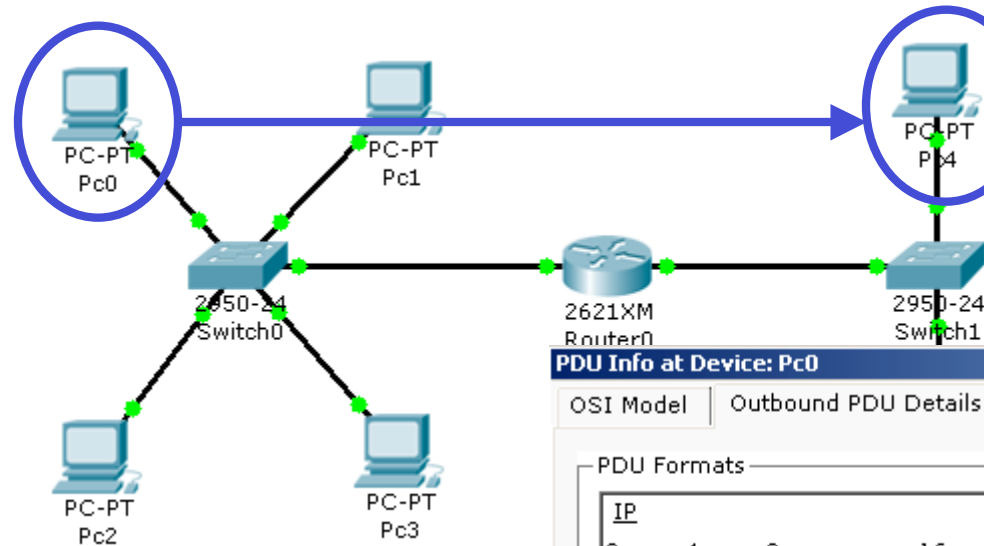 PC-PT
Pc0
PC-PT
Pc1
PC-PT
Pc4
2950-24
Switch0
2621XM
Router0
2950-24
Switch1
PC-PT
Pc2
PC-PT
Pc3
PDU Info at Device: Pc0
OSI Model
Outbound PDU Details
PDU Formats
IP